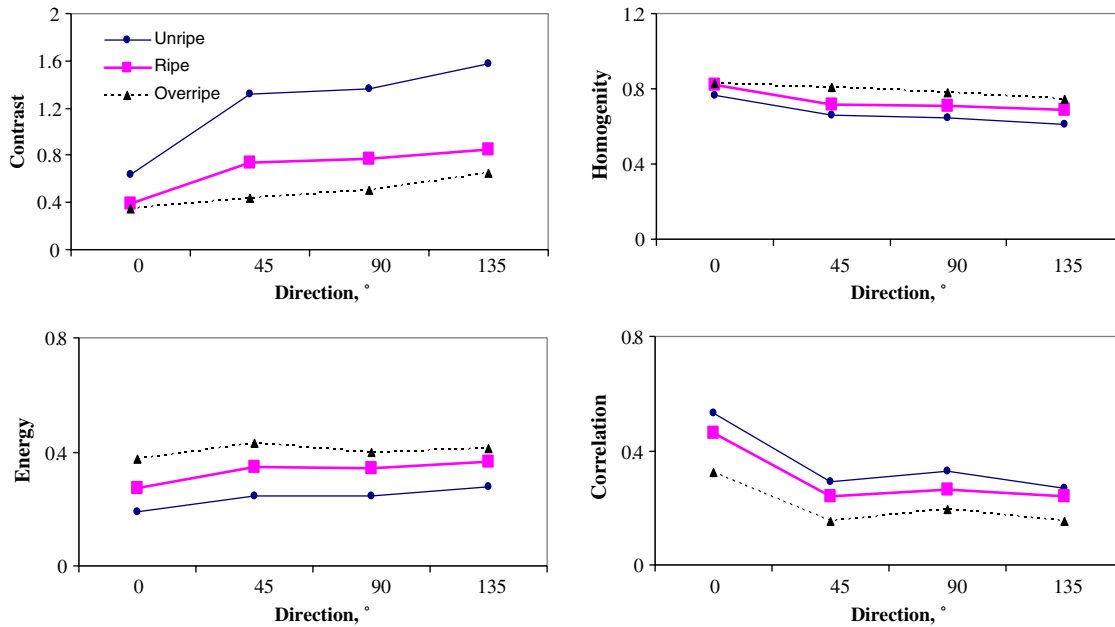 2
1.6
1.2
0.8
0.4
0
Contrast
Unripe
Ripe
Overripe
0 45 90 135
Direction, °
1.2
0.8
0.4
0
Homogenity
0 45 90 135
Direction, °
0.8
0.4
0
Energy
0 45 90 135
Direction, °
0.8
0.4
0
Correlation
0 45 90 135
Direction, °